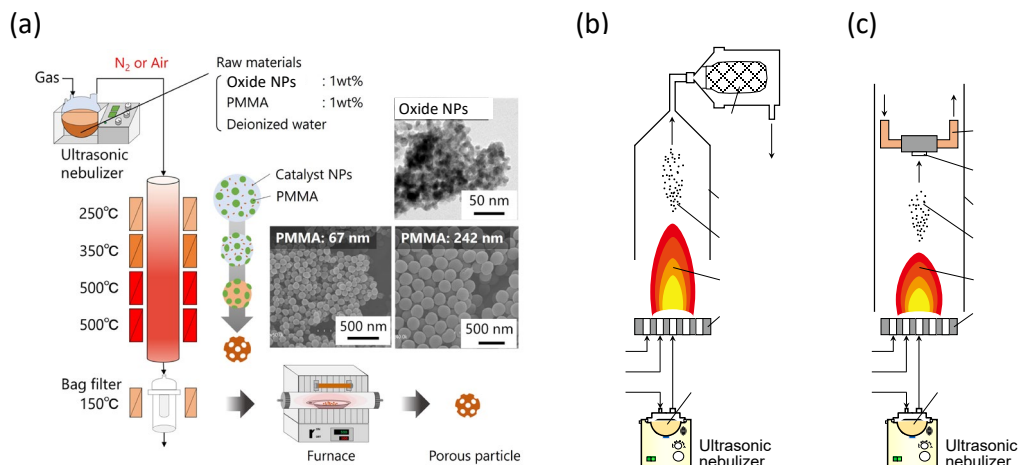 (a)
N₂ or Air
Gas
Raw materials
Oxide NPs : 1wt%
PMMA : 1wt%
Deionized water
Ultrasonic
nebulizer
Oxide NPs
50 nm
Catalyst NPs
PMMA
250℃
350℃
500℃
500℃
PMMA: 67 nm
500 nm
PMMA: 242 nm
500 nm
Bag filter
150℃
Furnace
Porous particle
(b)
Ultrasonic
nebulizer
(c)
Ultrasonic
nebulizer